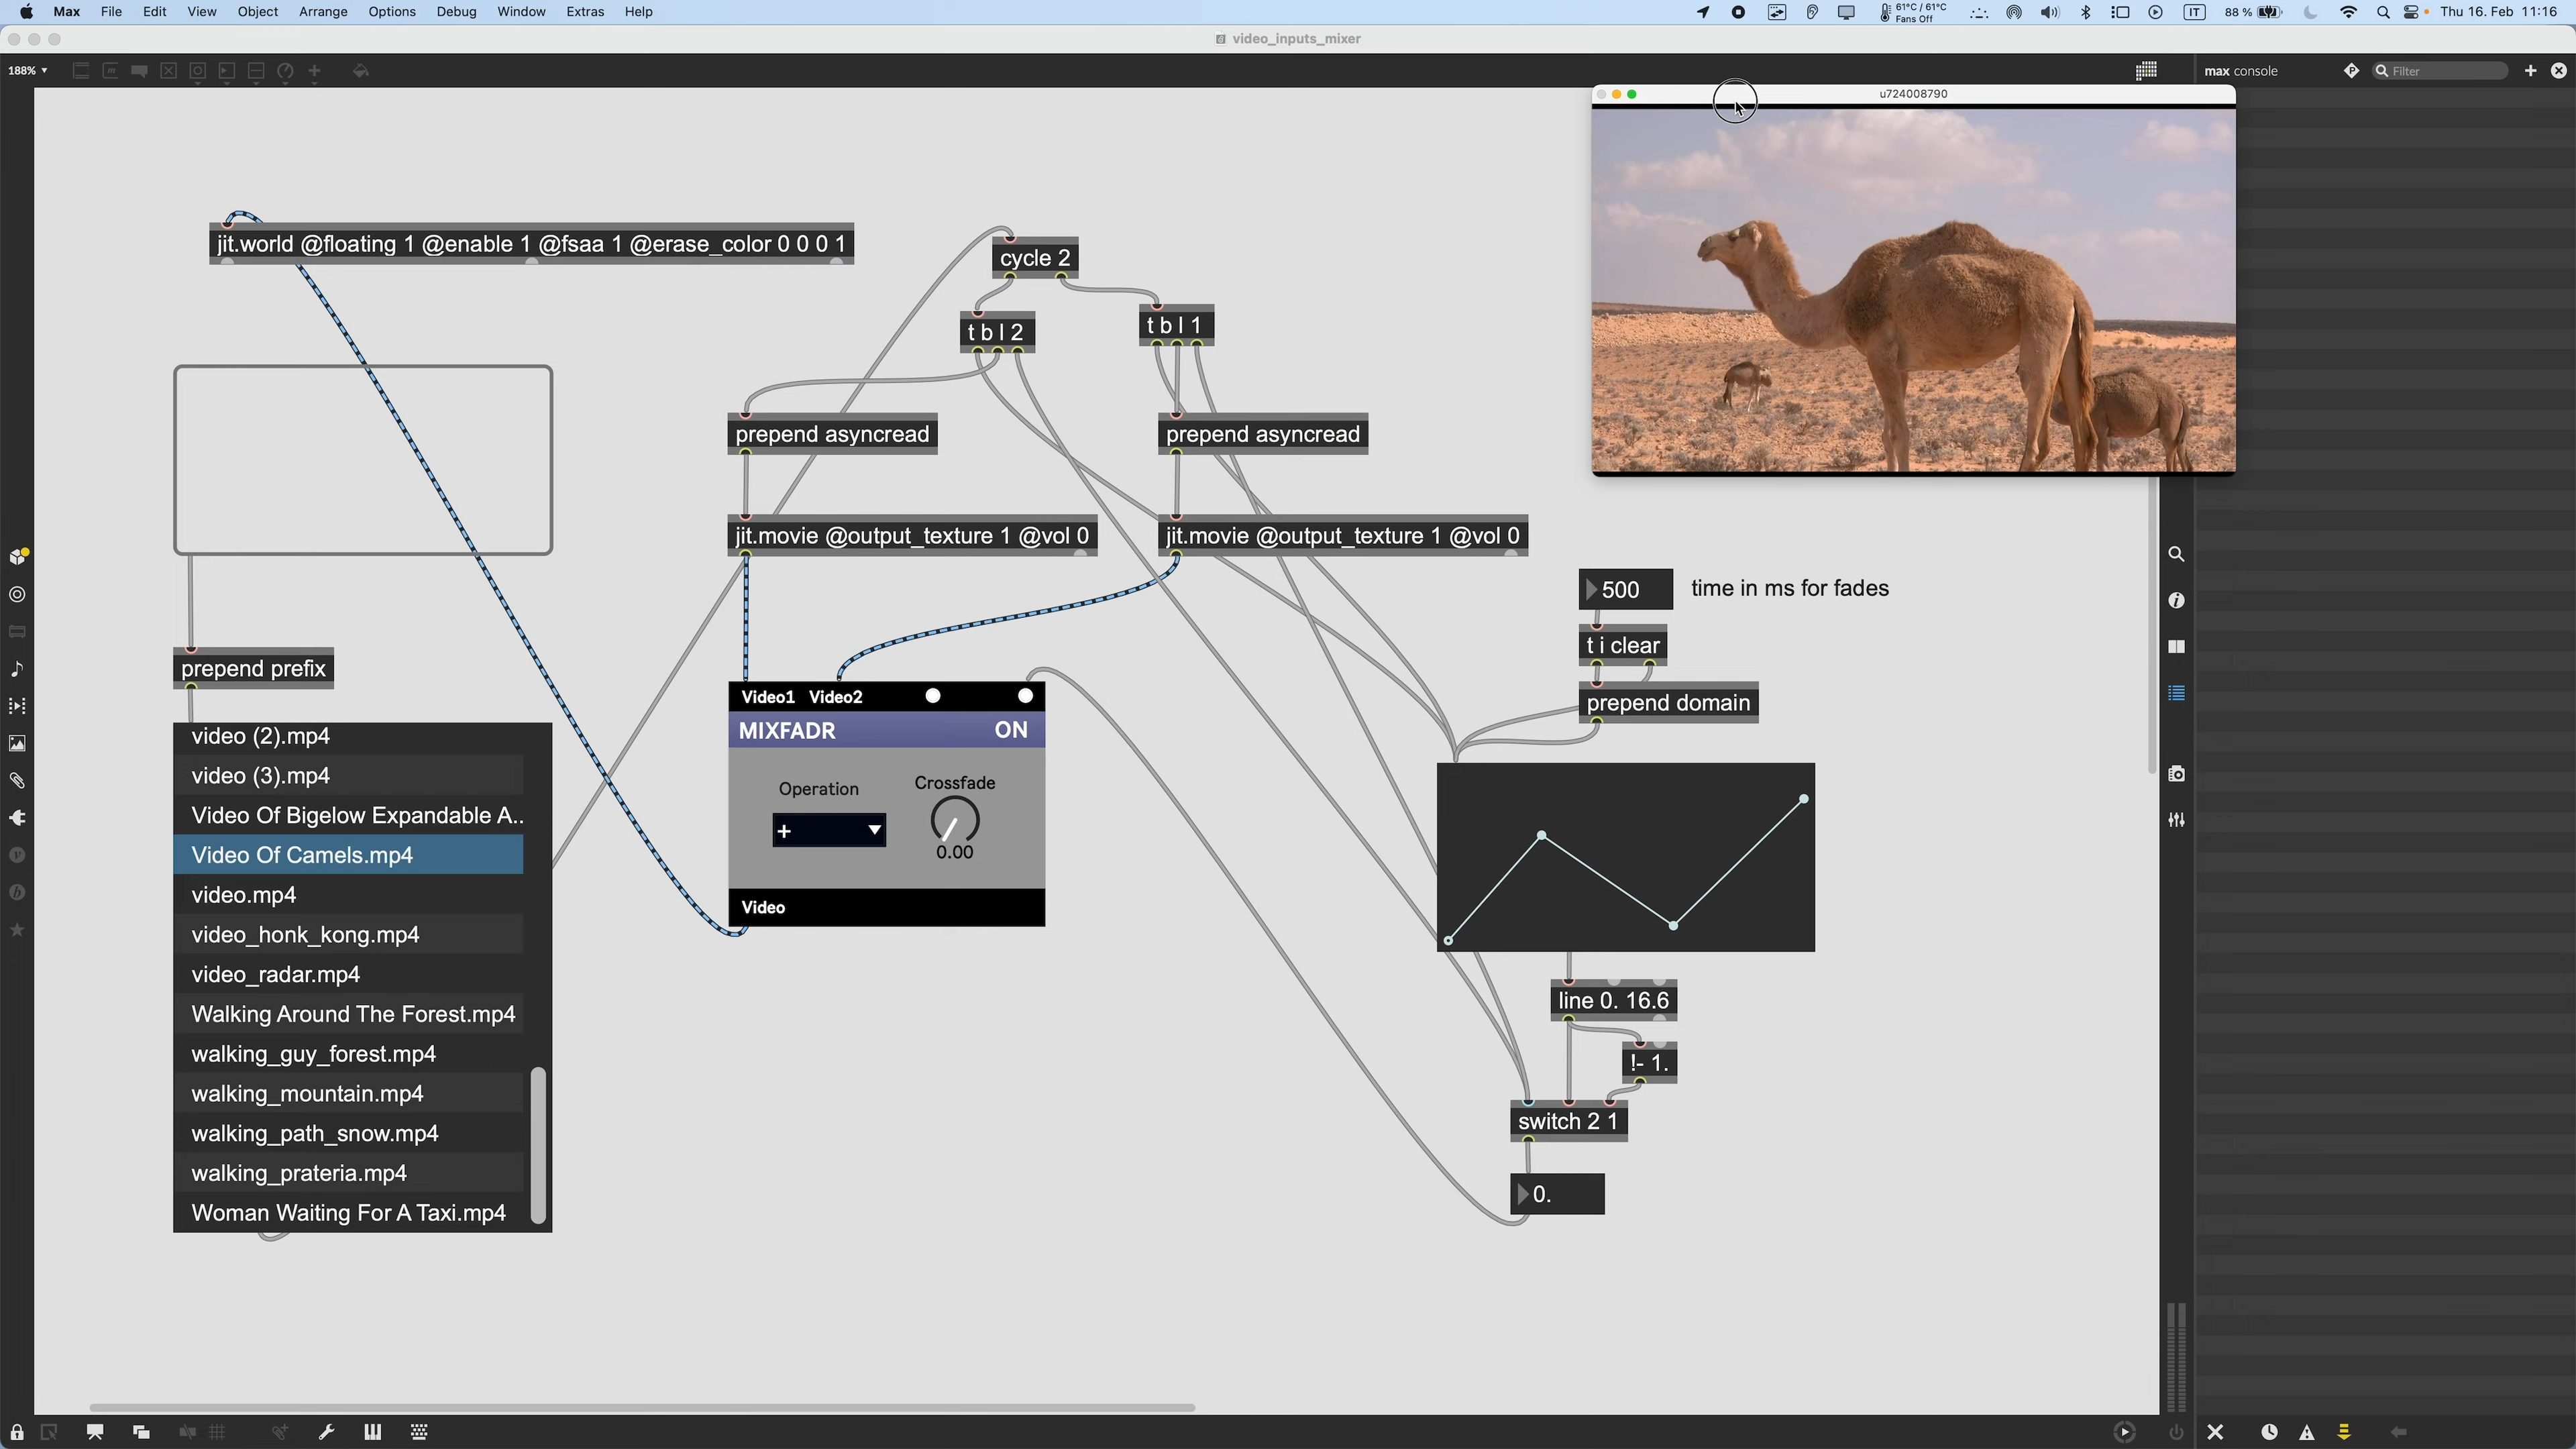 Max File Edit View Object Arrange Options Debug Window Extras Help
61°C / 61°C
Fans Off
IT
88 %
Thu 16. Feb 11:16
video_inputs_mixer
188%
max console
Filter
u724008790
jit.world @floating 1 @enable 1 @fsaa 1 @erase_color 0 0 0 1
cycle 2
t b l 2
t b l 1
prepend asyncread
prepend asyncread
jit.movie @output_texture 1 @vol 0
jit.movie @output_texture 1 @vol 0
500
time in ms for fades
t i clear
prepend domain
prepend prefix
video (2).mp4
video (3).mp4
Video Of Bigelow Expandable A..
Video Of Camels.mp4
video.mp4
video_honk_kong.mp4
video_radar.mp4
Walking Around The Forest.mp4
walking_guy_forest.mp4
walking_mountain.mp4
walking_path_snow.mp4
walking_prateria.mp4
Woman Waiting For A Taxi.mp4
Video1 Video2
MIXFADR ON
Operation
Crossfade
+
0.00
Video
line 0. 16.6
!- 1.
switch 2 1
0.